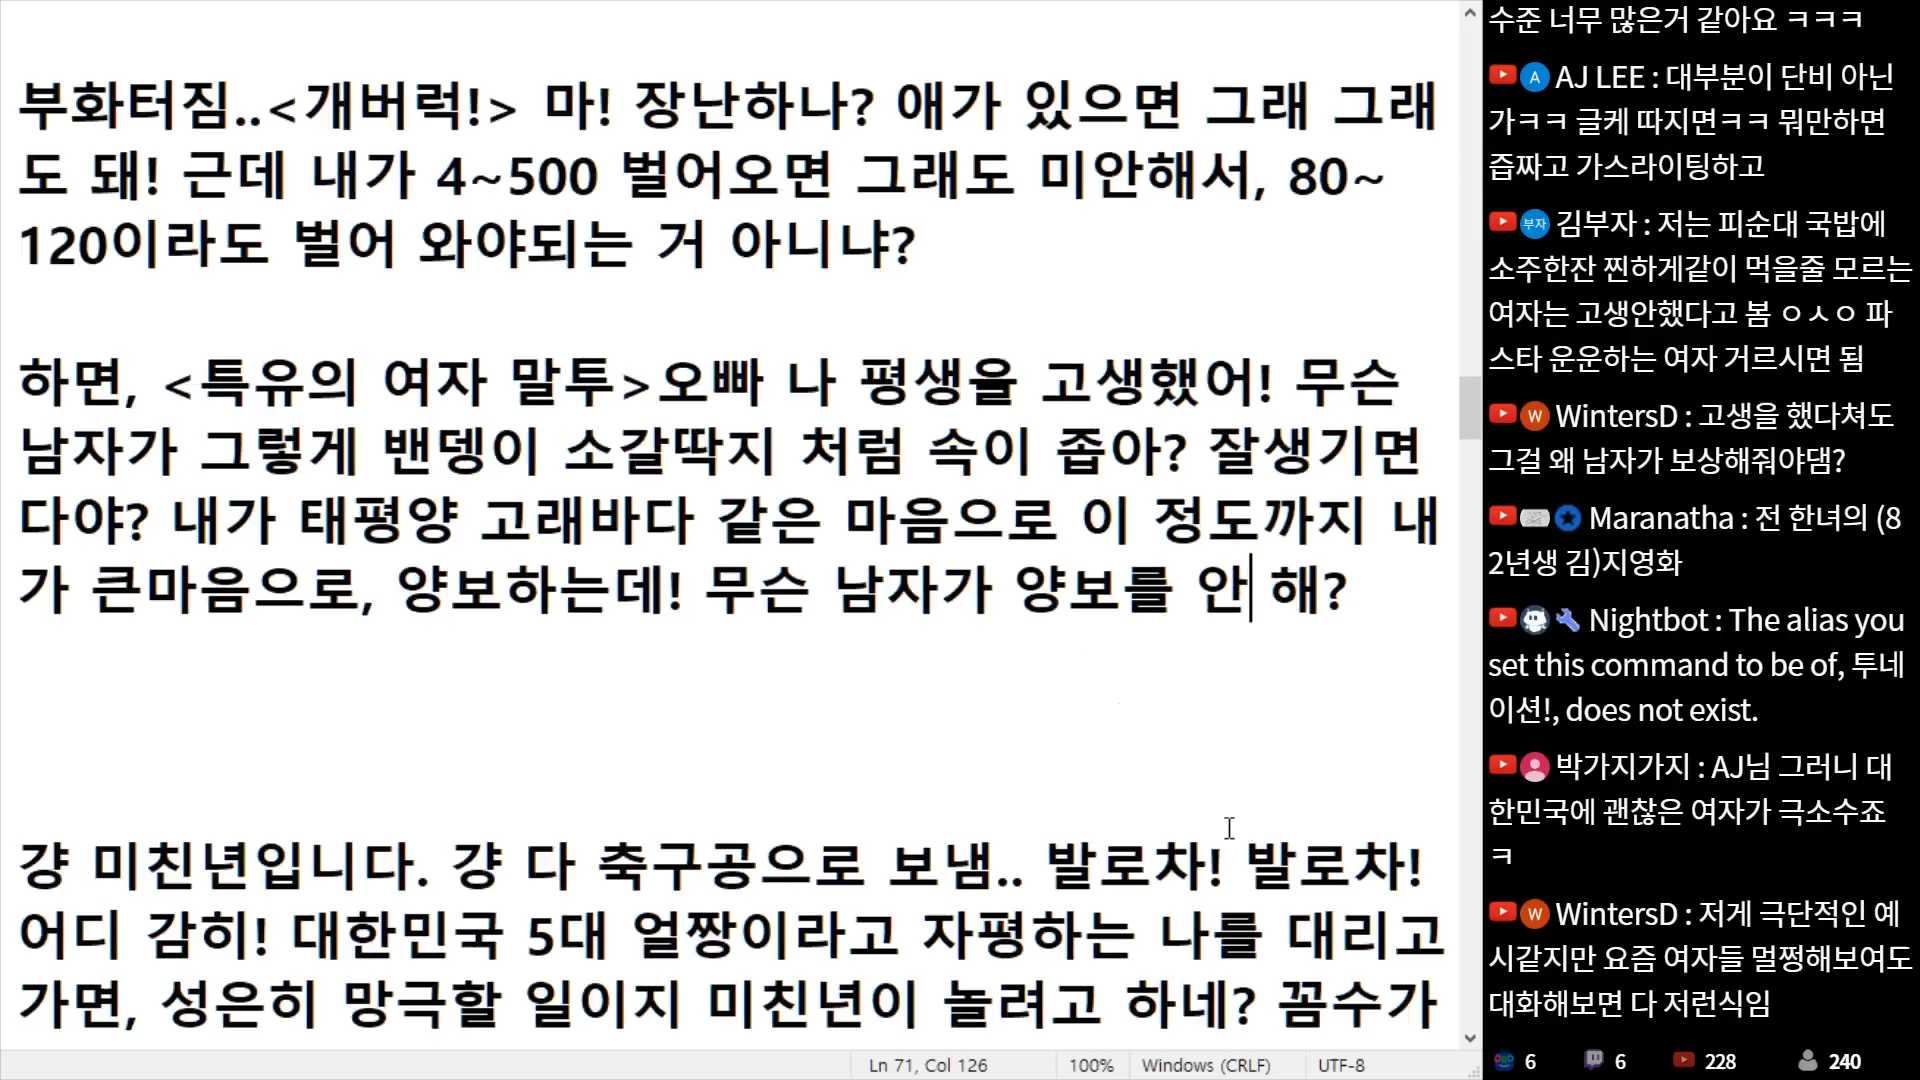 부화터짐..<개버럭!> 마! 장난하나? 애가 있으면 그래 그래
도 돼! 근데 내가 4~500 벌어오면 그래도 미안해서, 80~
120이라도 벌어 와야되는 거 아니냐?
하면, <특유의 여자 말투>오빠 나 평생을 고생했어! 무슨
남자가 그렇게 밴뎅이 소갈딱지 처럼 속이 좁아? 잘생기면
다야? 내가 태평양 고래바다 같은 마음으로 이 정도까지 내
가 큰마음으로, 양보하는데! 무슨 남자가 양보를 안 해?
걍 미친년입니다. 걍 다 축구공으로 보냄.. 발로차! 발로차!
어디 감히! 대한민국 5대 얼짱이라고 자평하는 나를 대리고
가면, 성은히 망극할 일이지 미친년이 놀려고 하네? 꼼수가
Ln 71, Col 126
100%
Windows (CRLF)
UTF-8
수준 너무 많은거 같아요 ㅋㅋㅋ
A AJ LEE : 대부분이 단비 아닌
가ㅋㅋ 글케 따지면ㅋㅋ 뭐만하면
즙짜고 가스라이팅하고
부자 김부자 : 저는 피순대 국밥에
소주한잔 찐하게같이 먹을줄 모르는
여자는 고생안했다고 봄 ㅇㅅㅇ 파
스타 운운하는 여자 거르시면 됨
W WintersD : 고생을 했다쳐도
그걸 왜 남자가 보상해줘야댐?
Maranatha : 전 한녀의 (8
2년생 김)지영화
Nightbot : The alias you
set this command to be of, 투네
이션!, does not exist.
박가지가지 : AJ님 그러니 대
한민국에 괜찮은 여자가 극소수죠
ㅋ
W WintersD : 저게 극단적인 예
시같지만 요즘 여자들 멀쩡해보여도
대화해보면 다 저런식임
6 6 228 240